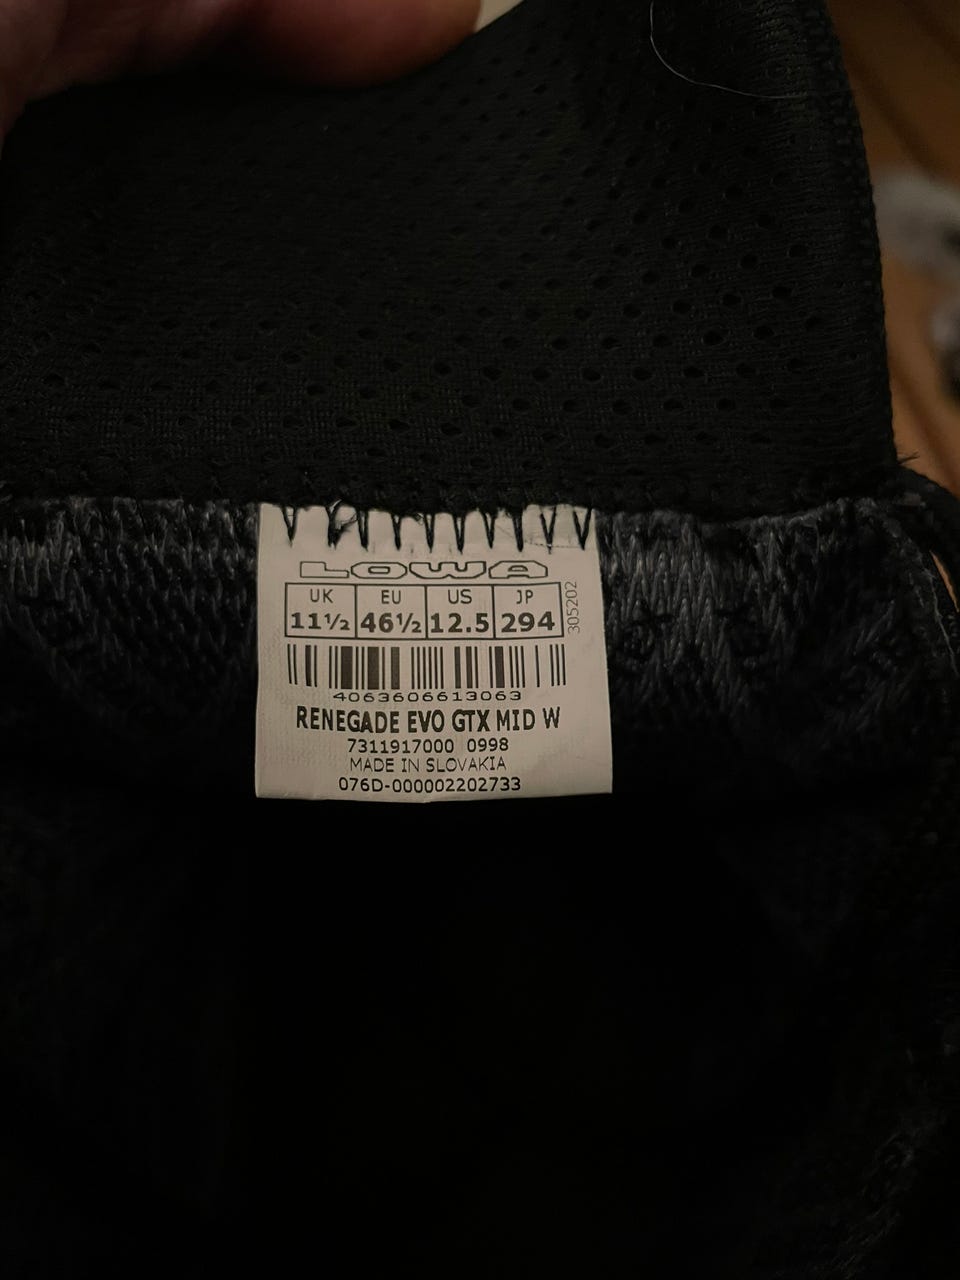 LOWA
UK EU US JP
11½ 46½ 12.5 294
305202
4063606613063
RENEGADE EVO GTX MID W
7311917000 0998
MADE IN SLOVAKIA
076D-000002202733